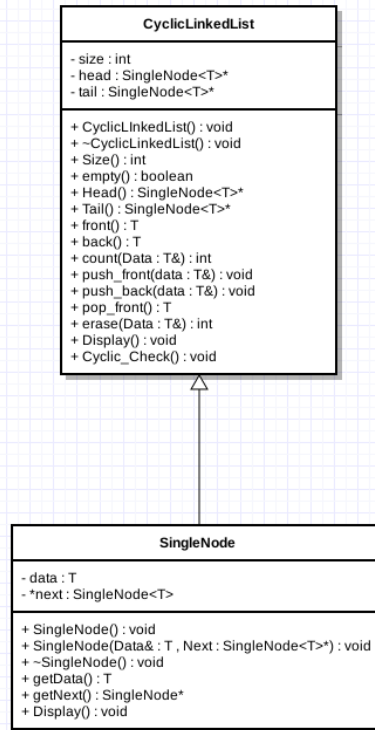 CyclicLinkedList
- size : int
- head : SingleNode<T>*
- tail : SingleNode<T>*
+ CyclicLInkedList() : void
+ ~CyclicLinkedList() : void
+ Size() : int
+ empty() : boolean
+ Head() : SingleNode<T>*
+ Tail() : SingleNode<T>*
+ front() : T
+ back() : T
+ count(Data : T&) : int
+ push_front(data : T&) : void
+ push_back(data : T&) : void
+ pop_front() : T
+ erase(Data : T&) : int
+ Display() : void
+ Cyclic_Check() : void
SingleNode
- data : T
- *next : SingleNode<T>
+ SingleNode() : void
+ SingleNode(Data& : T , Next : SingleNode<T>*) : void
+ ~SingleNode() : void
+ getData() : T
+ getNext() : SingleNode*
+ Display() : void